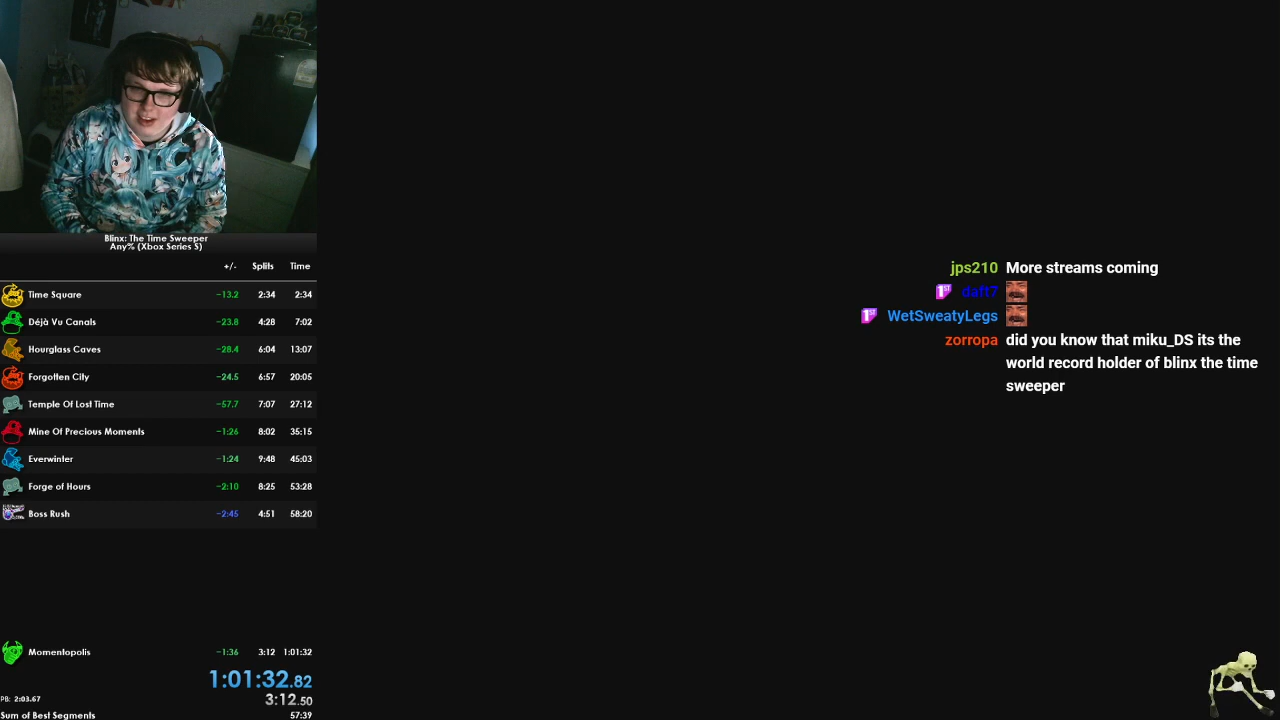 Blinx: The Time Sweeper
Any% (Xbox Series S)
+/- Splits Time
Time Square −13.2 2:34 2:34
Déjà Vu Canals −23.8 4:28 7:02
Hourglass Caves −28.4 6:04 13:07
Forgotten City −24.5 6:57 20:05
Temple Of Lost Time −57.7 7:07 27:12
Mine Of Precious Moments −1:26 8:02 35:15
Everwinter −1:24 9:48 45:03
Forge of Hours −2:10 8:25 53:28
Boss Rush −2:45 4:51 58:20
Momentopolis −1:36 3:12 1:01:32
1:01:32.82
PB: 2:03.67 3:12.50
Sum of Best Segments 57:39
jps210 More streams coming
1ST daft7
1ST WetSweatyLegs
zorropa did you know that miku_DS its the
world record holder of blinx the time
sweeper